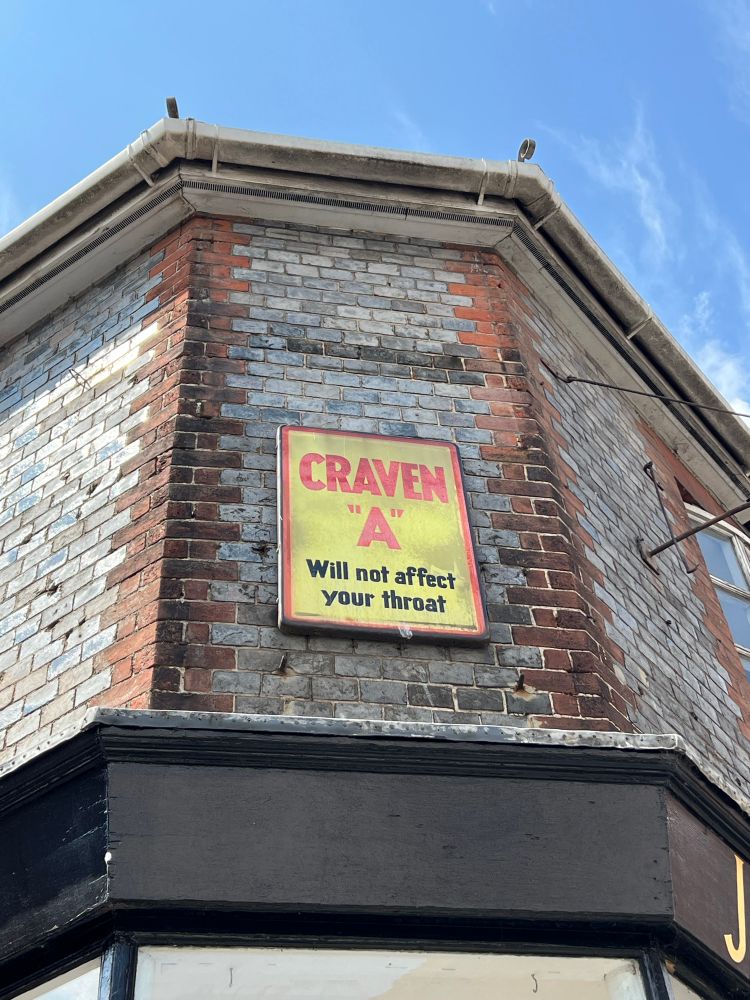 CRAVEN
"A"
Will not affect
your throat
J